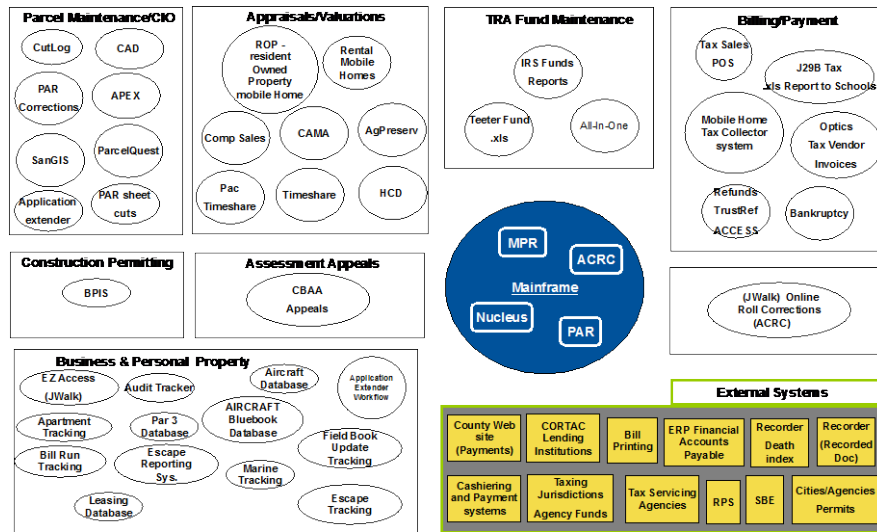 Parcel Maintenance/CIO
CutLog
CAD
PAR
Corrections
APEX
SanGIS
ParcelQuest
Application
extender
PAR sheet
cuts
Appraisals/Valuations
ROP -
resident
Owned
Property
mobile Home
Rental
Mobile
Homes
Comp Sales
CAMA
AgPreserv
Pac
Timeshare
Timeshare
HCD
TRA Fund Maintenance
IRS Funds
Reports
Teeter Fund
.xls
All-In-One
Billing/Payment
Tax Sales
POS
J29B Tax
.xls Report to Schools
Mobile Home
Tax Collector
system
Optics
Tax Vendor
Invoices
Refunds
TrustRef
ACCESS
Bankruptcy
Construction Permitting
BPIS
Assessment Appeals
CBAA
Appeals
MPR
ACRC
Mainframe
Nucleus
PAR
(JWalk) Online
Roll Corrections
(ACRC)
Business & Personal Property
EZ Access
(JWalk)
Audit Tracker
Aircraft
Database
Application
Extender
Workflow
Apartment
Tracking
Par 3
Database
AIRCRAFT
Bluebook
Database
Field Book
Update
Tracking
Bill Run
Tracking
Escape
Reporting
Sys.
Marine
Tracking
Leasing Database
Escape Tracking
External Systems
County Web
site
(Payments)
CORTAC
Lending
Institutions
Bill
Printing
ERP Financial
Accounts
Payable
Recorder
Death
index
Recorder
(Recorded
Doc)
Cashiering
and Payment
systems
Taxing
Jurisdictions
Agency Funds
Tax Servicing
Agencies
RPS
SBE
Cities/Agencies
Permits